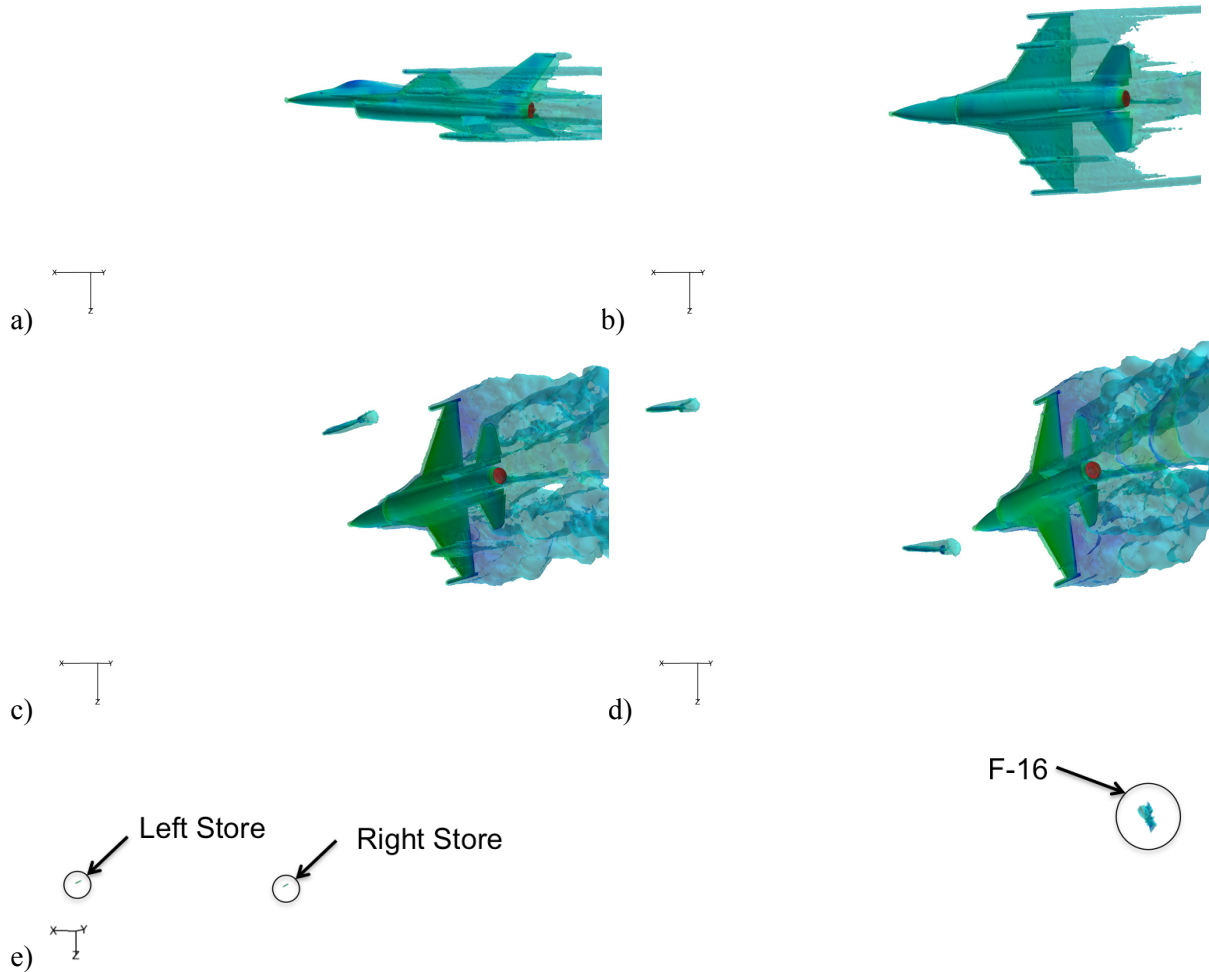 X Y
Z
a)
X Y
Z
b)
X Y
Z
c)
X Y
Z
d)
F-16
Left Store
Right Store
X Y
Z
e)